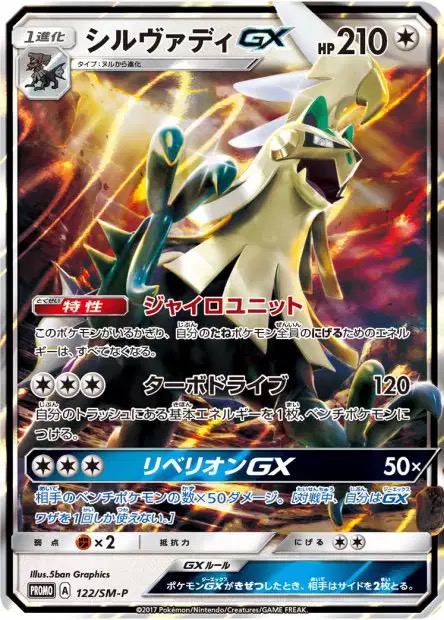 1進化
シルヴァディGX
HP210
タイプ:ヌルから進化
とくせい
特性 ジャイロユニット
このポケモンがいるかぎり、自分のたねポケモン全員のにげるためのエネル
ギーは、すべてなくなる。
ターボドライブ 120
自分のトラッシュにある基本エネルギーを1枚、ベンチポケモンに
つける。
リベリオンGX 50×
相手のベンチポケモンの数×50ダメージ。[対戦中、自分はGX
ワザを1回しか使えない。]
弱点 ×2 抵抗力 にげる
Illus.5ban Graphics
GXルール
ポケモンGXがきぜつしたとき、相手はサイドを2枚とる。
PROMO A 122/SM-P
©2017 Pokémon/Nintendo/Creatures/GAME FREAK.